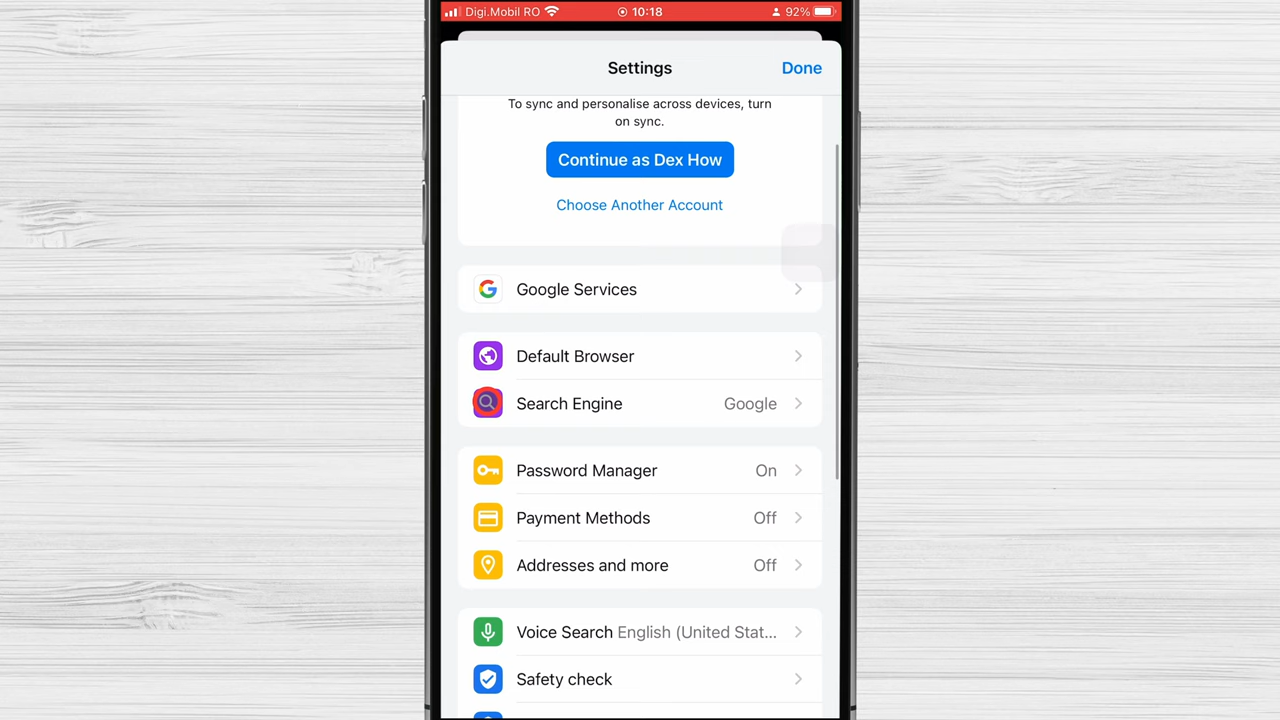 Digi.Mobil RO 10:18 92%
Settings Done
To sync and personalise across devices, turn
on sync.
Continue as Dex How
Choose Another Account
Google Services
Default Browser
Search Engine Google
Password Manager On
Payment Methods Off
Addresses and more Off
Voice Search English (United Stat...
Safety check